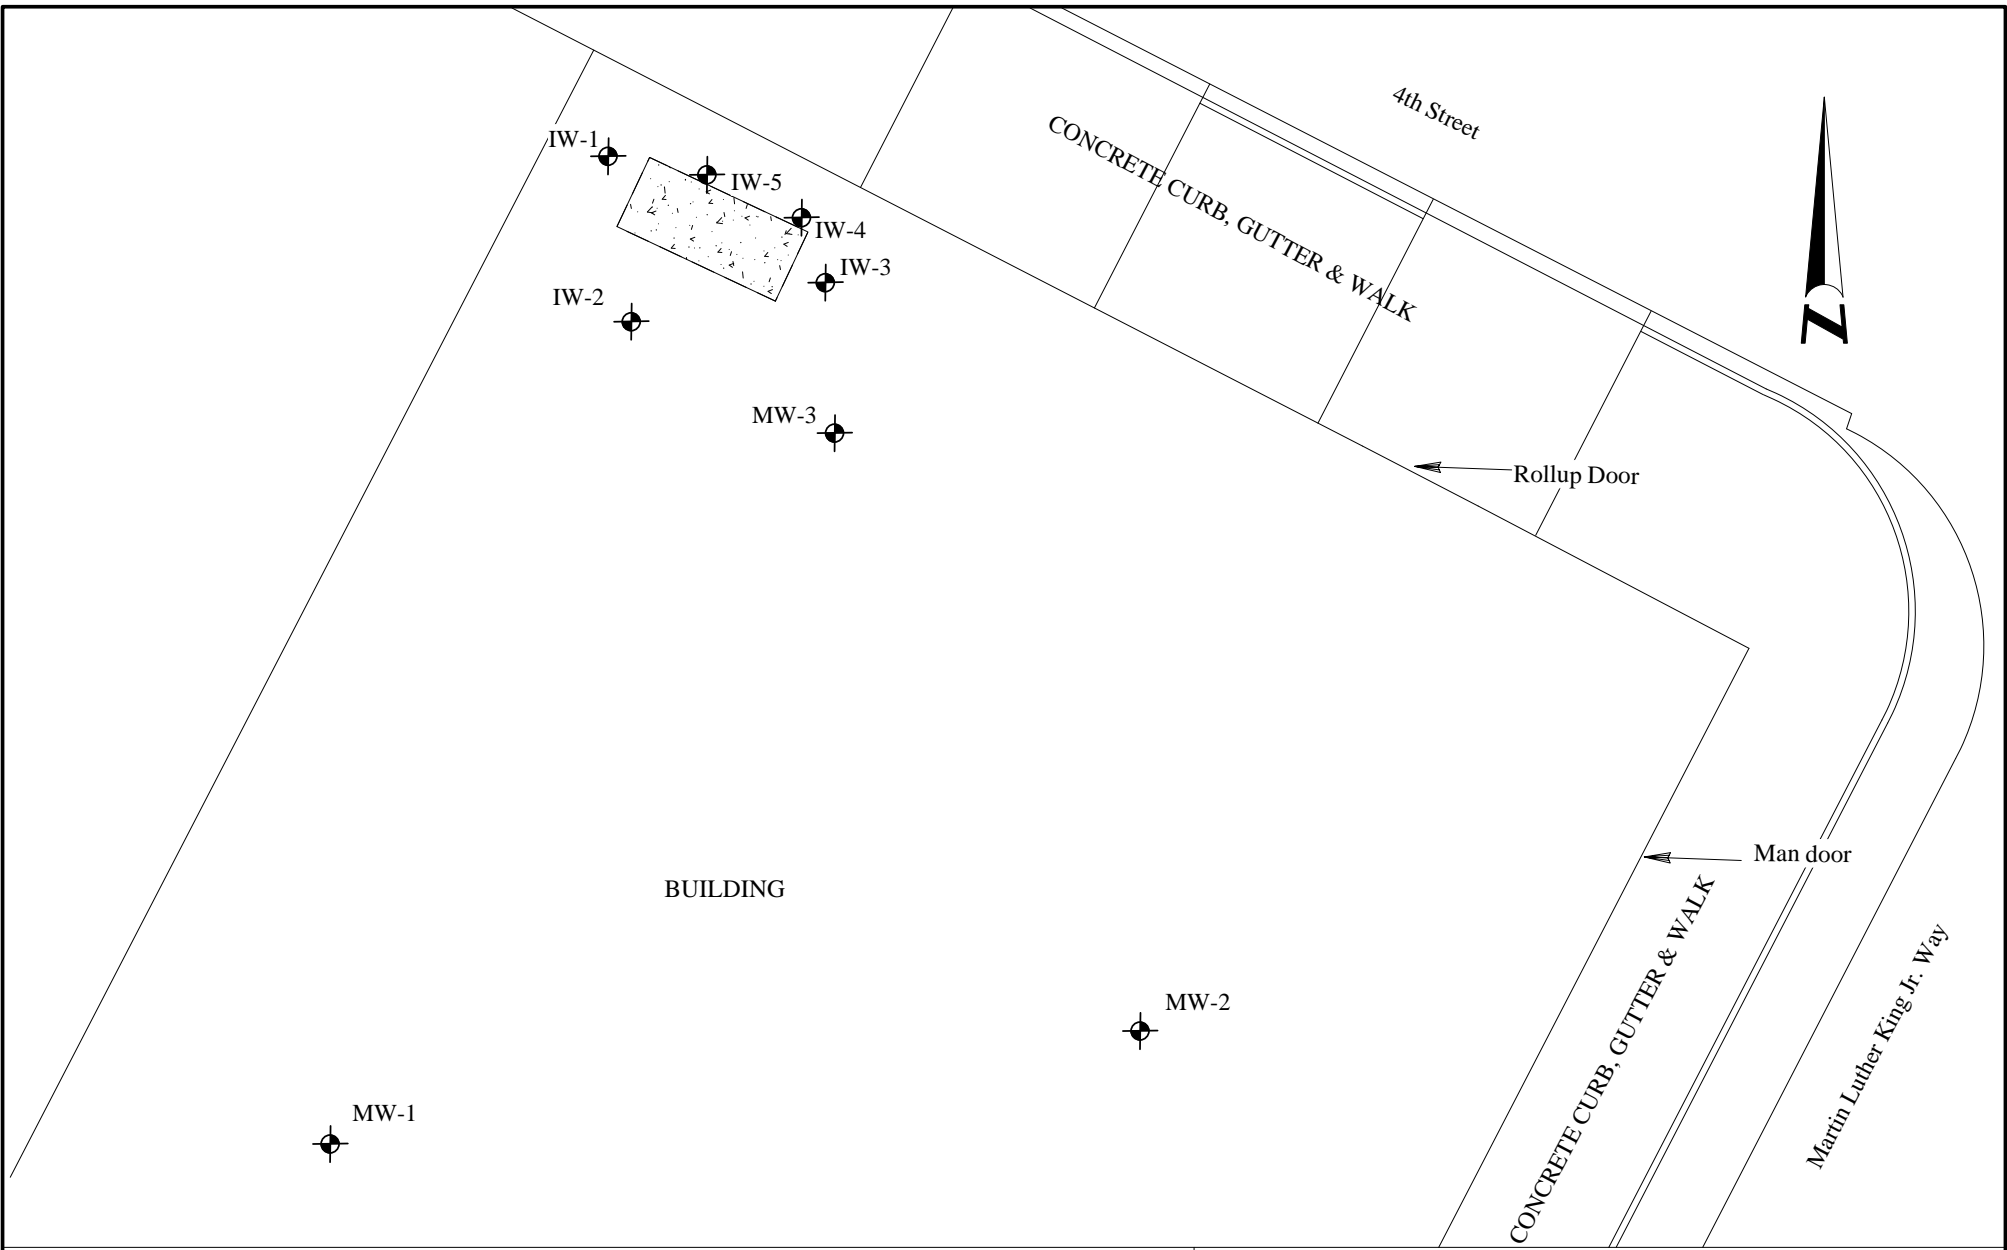 4th Street
CONCRETE CURB, GUTTER & WALK
IW-1
IW-5
IW-4
IW-3
IW-2
MW-3
Rollup Door
Man door
BUILDING
CONCRETE CURB, GUTTER & WALK
Martin Luther King Jr. Way
MW-2
MW-1
N